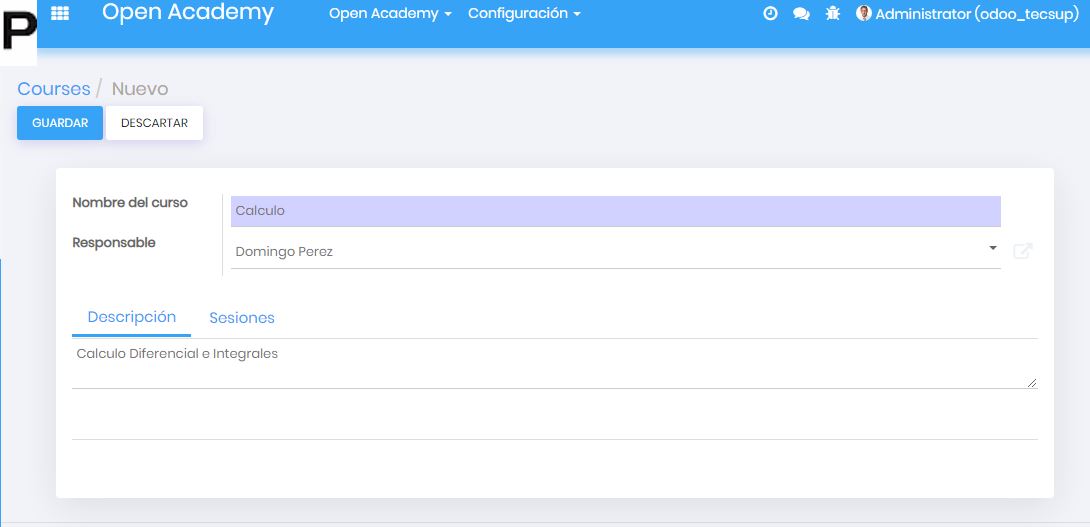 P
Open Academy
Open Academy
Configuración
Administrator (odoo_tecsup)
Courses / Nuevo
GUARDAR
DESCARTAR
Nombre del curso
Calculo
Responsable
Domingo Perez
Descripción
Sesiones
Calculo Diferencial e Integrales